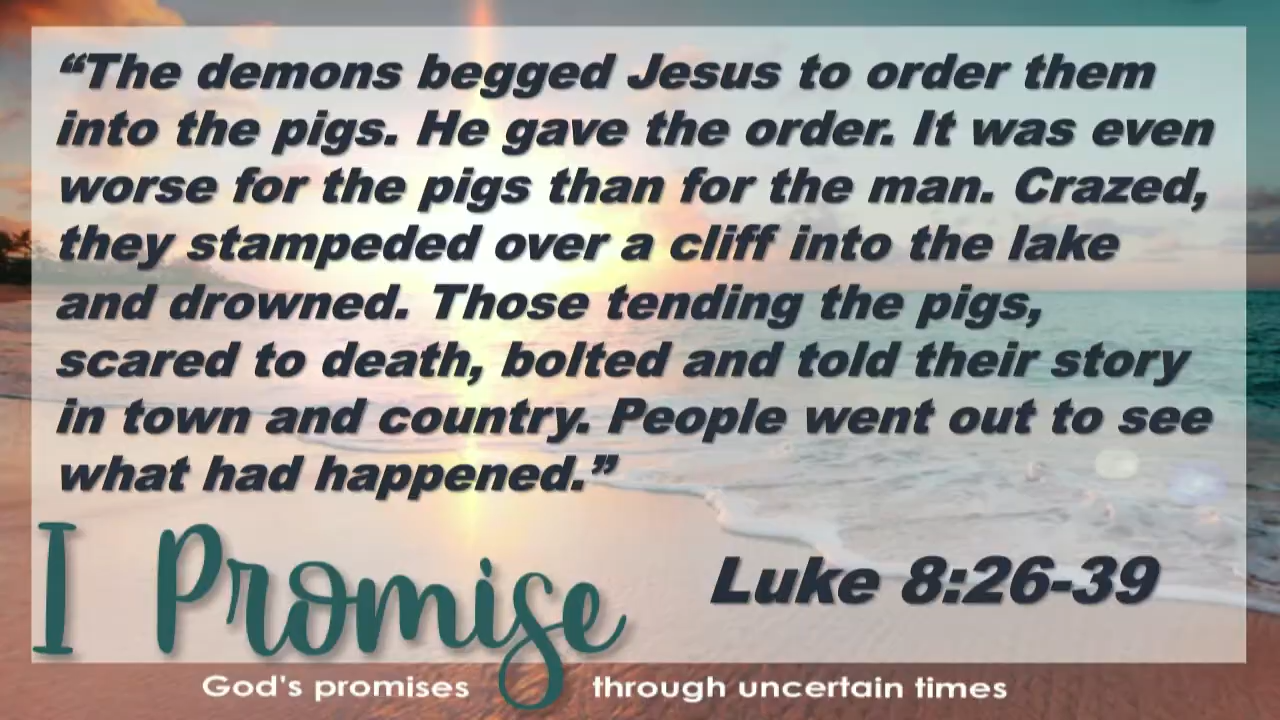 “The demons begged Jesus to order them
into the pigs. He gave the order. It was even
worse for the pigs than for the man. Crazed,
they stampeded over a cliff into the lake
and drowned. Those tending the pigs,
scared to death, bolted and told their story
in town and country. People went out to see
what had happened.”
I Promise
Luke 8:26-39
God's promises through uncertain times